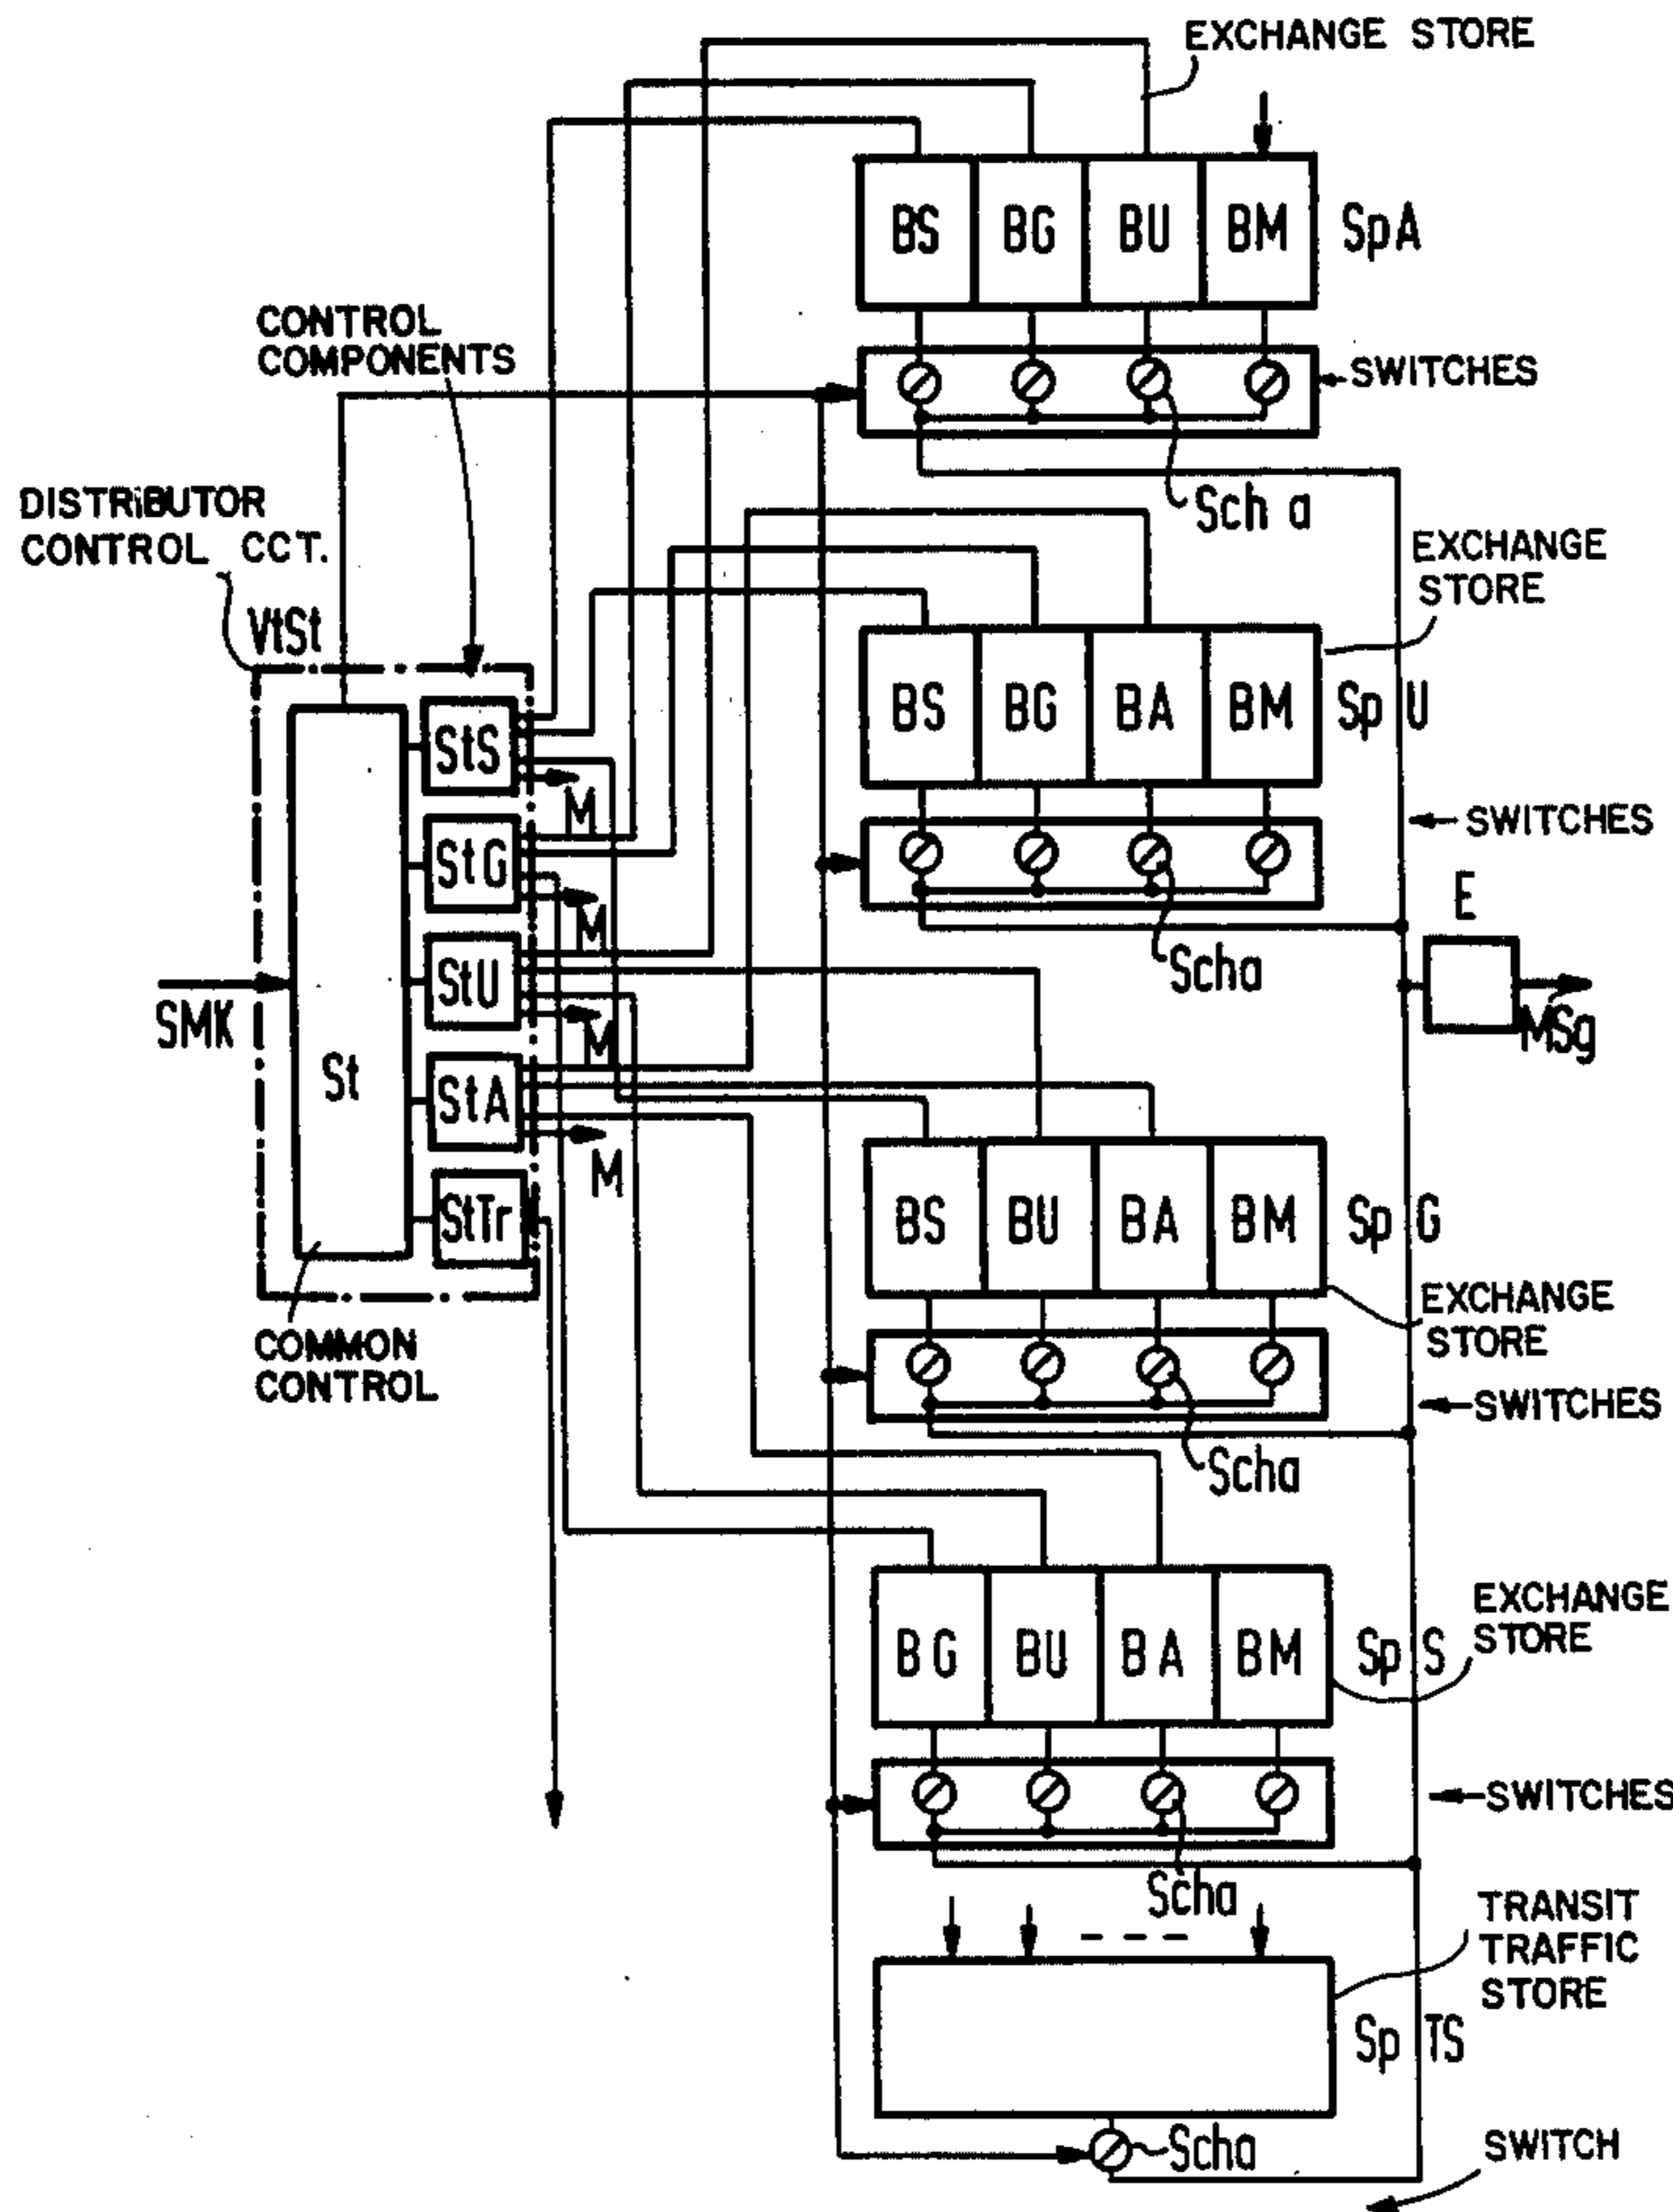 EXCHANGE STORE
BS BG BU BM SpA
CONTROL
COMPONENTS
SWITCHES
Sch a
DISTRIBUTOR
CONTROL CCT.
VtSt
EXCHANGE
STORE
BS BG BA BM Sp U
StS
M
SWITCHES
StG
M
E
Scha
StU
M
SMK
MSg
St
StA
M
BS BU BA BM Sp G
StTr
EXCHANGE
STORE
COMMON
CONTROL
SWITCHES
Scha
EXCHANGE
STORE
BG BU BA BM Sp S
SWITCHES
Scha
TRANSIT
TRAFFIC
STORE
Sp TS
Scha
SWITCH